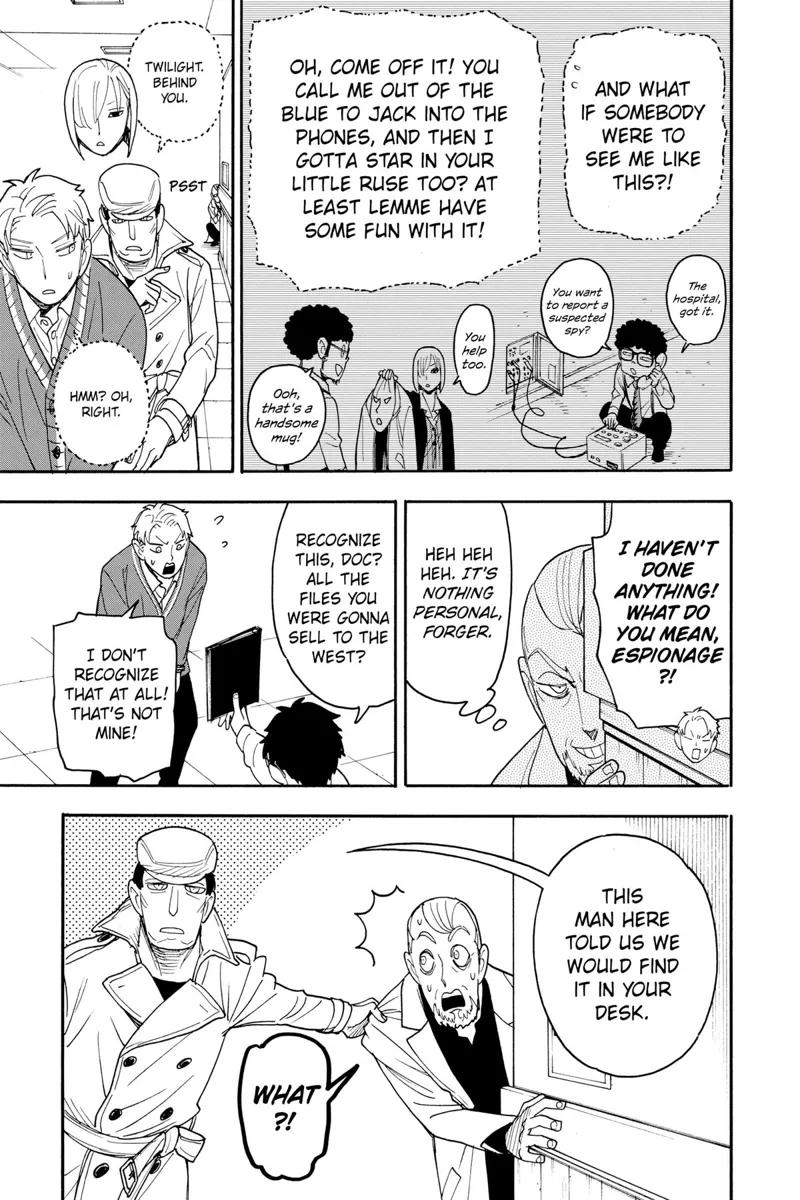 AND WHAT
IF SOMEBODY
WERE TO
SEE ME LIKE
THIS?!
OH, COME OFF IT! YOU
CALL ME OUT OF THE
BLUE TO JACK INTO THE
PHONES, AND THEN I
GOTTA STAR IN YOUR
LITTLE RUSE TOO? AT
LEAST LEMME HAVE
SOME FUN WITH IT!
The
hospital,
got it.
You want
to report a
suspected
spy?
You
help
too.
Ooh,
that's a
handsome
mug!
TWILIGHT.
BEHIND
YOU.
PSST
HMM? OH,
RIGHT.
I HAVEN'T
DONE
ANYTHING!
WHAT DO
YOU MEAN,
ESPIONAGE
?!
HEH HEH
HEH. IT'S
NOTHING
PERSONAL,
FORGER.
RECOGNIZE
THIS, DOC?
ALL THE
FILES YOU
WERE GONNA
SELL TO THE
WEST?
I DON'T
RECOGNIZE
THAT AT ALL!
THAT'S NOT
MINE!
THIS
MAN HERE
TOLD US WE
WOULD FIND
IT IN YOUR
DESK.
WHAT
?!